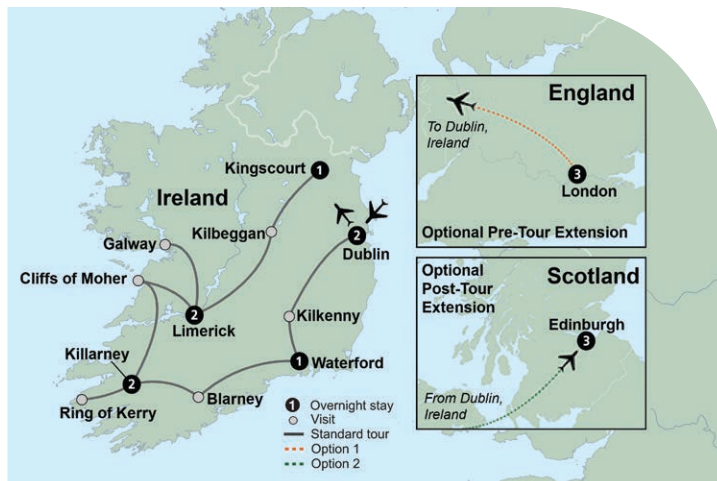 England
To Dublin,
Ireland
3
London
Optional Pre-Tour Extension
Kingscourt
1
Ireland
Kilbeggan
Galway
2
Dublin
Cliffs of Moher
2
Limerick
Kilkenny
Killarney
2
1
Waterford
Ring of Kerry
Blarney
Optional
Post-Tour
Extension
Scotland
Edinburgh
3
From Dublin,
Ireland
1 Overnight stay
Visit
Standard tour
Option 1
Option 2